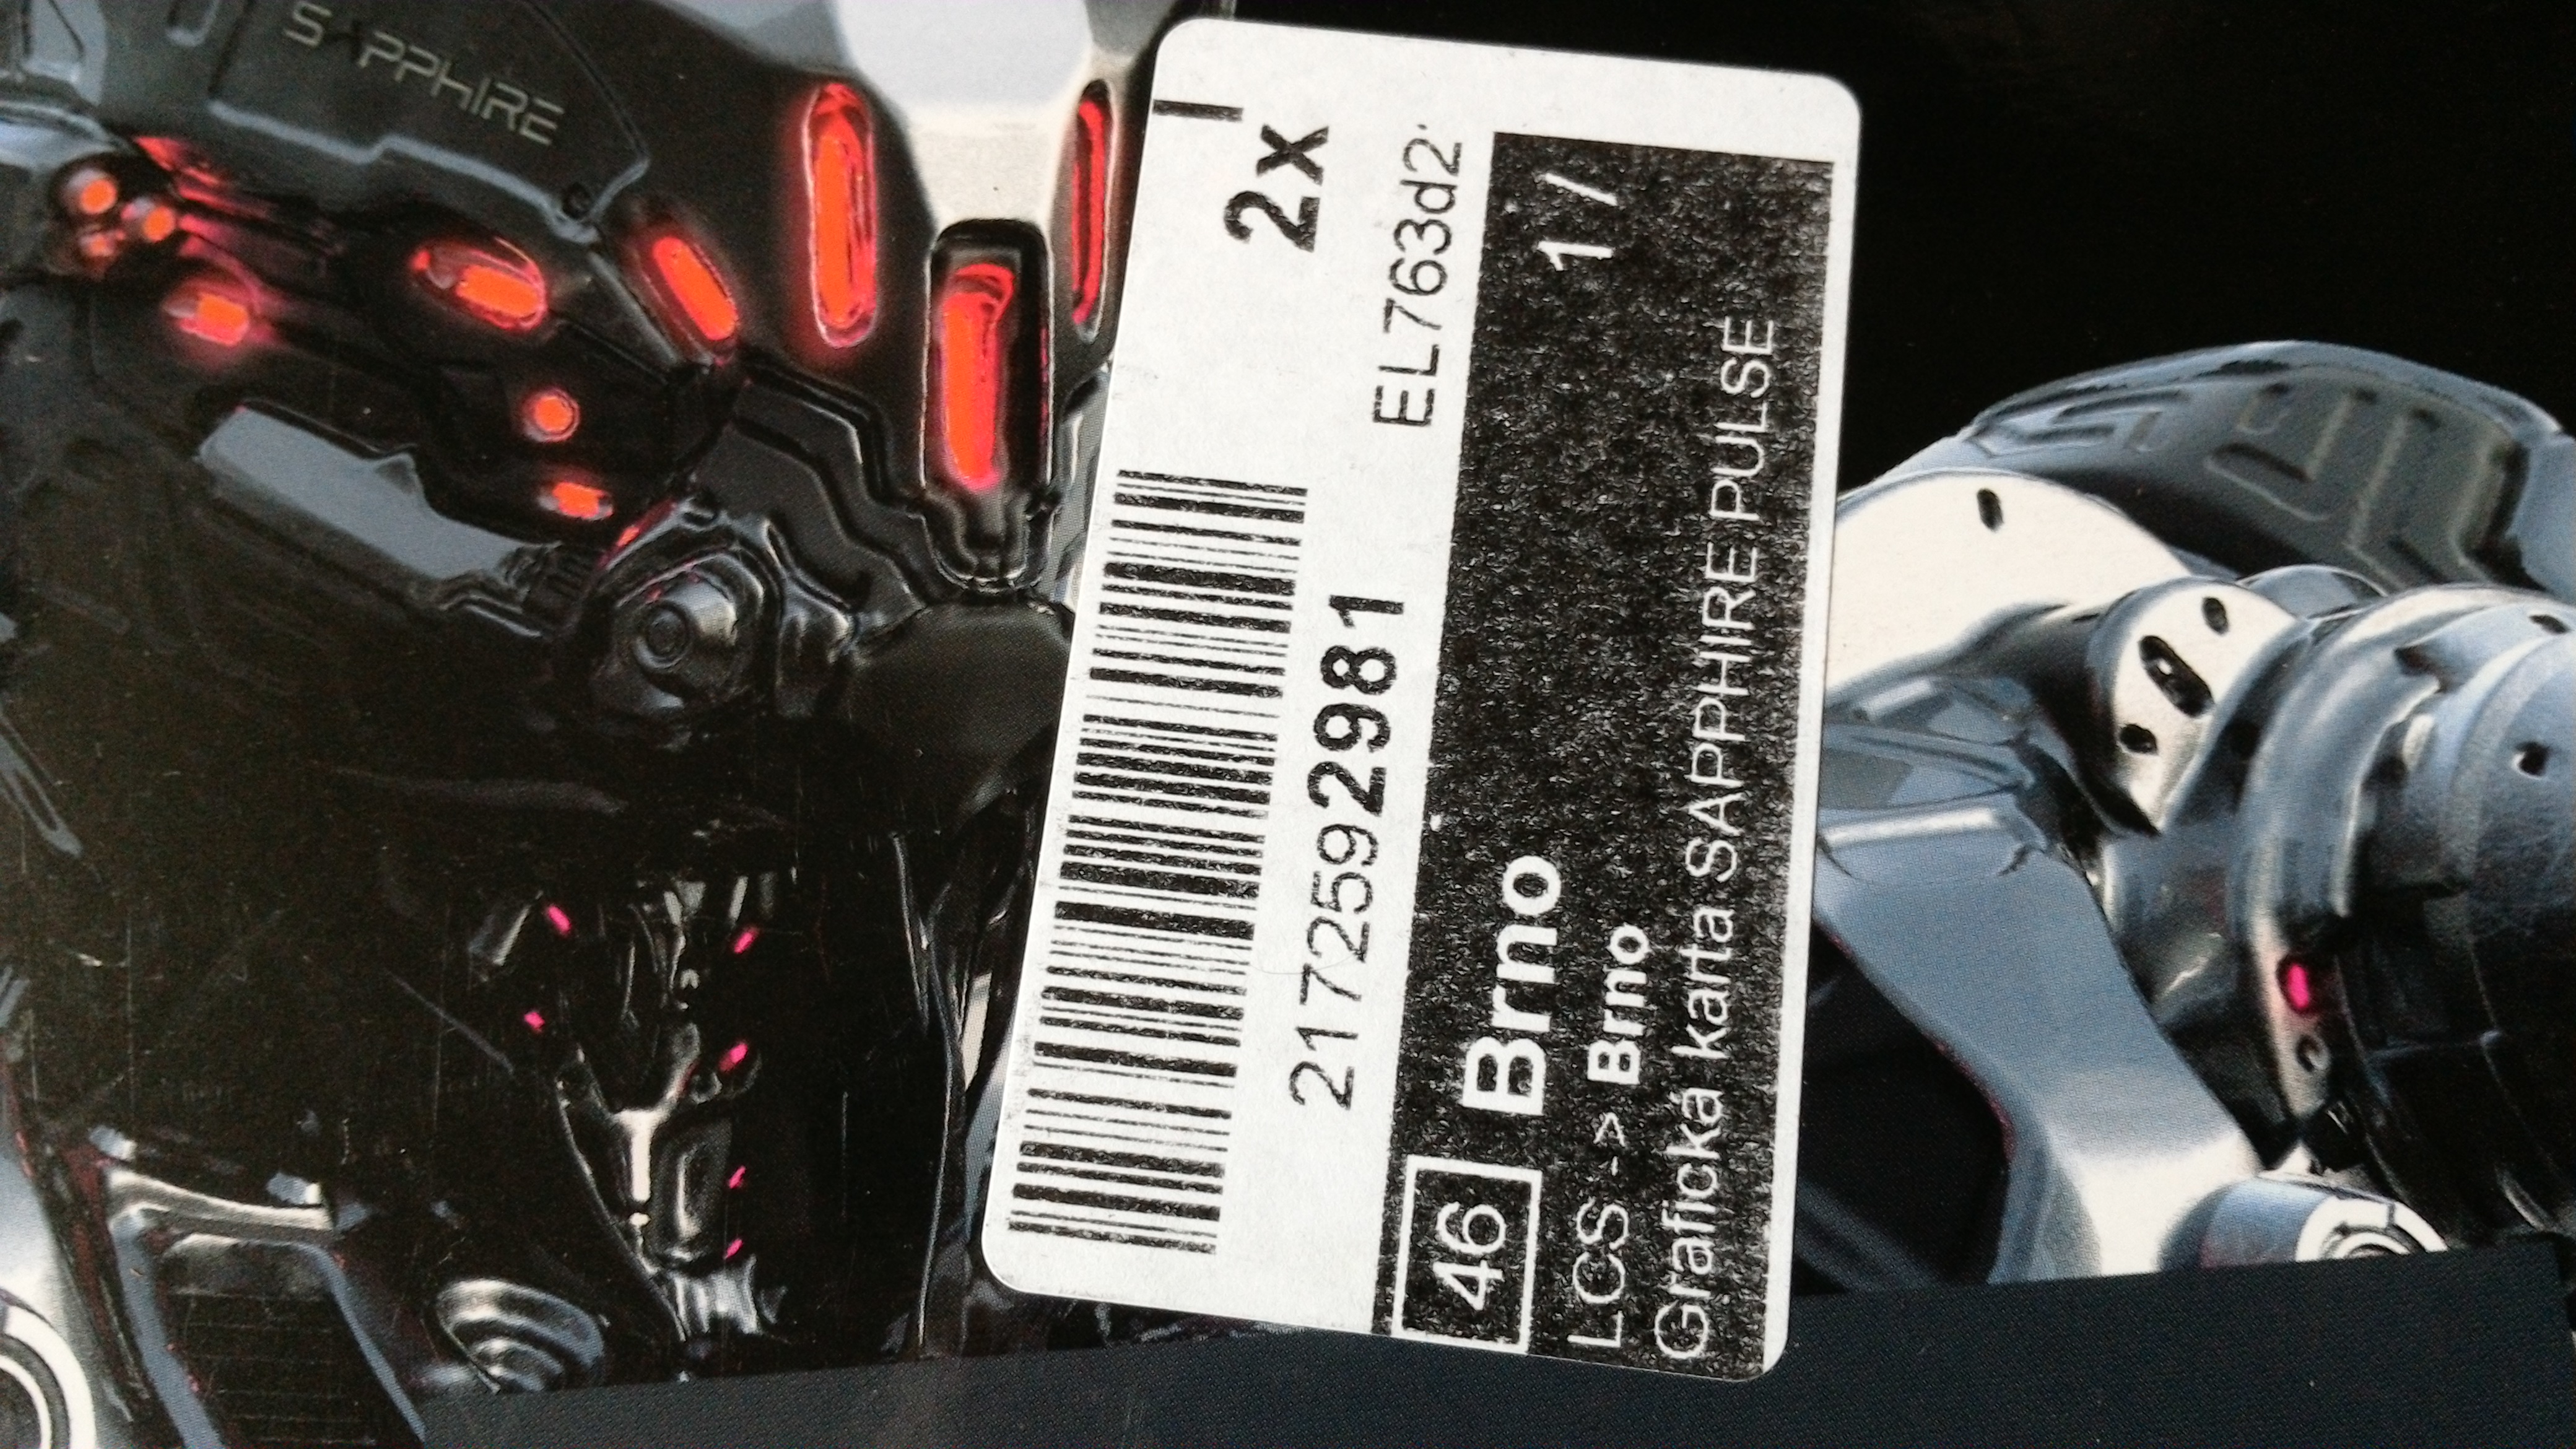 SAPPHIRE
2x
2172592981
EL763d2
46 Brno 1/
LCS -> Brno
Grafická karta SAPPHIRE PULSE